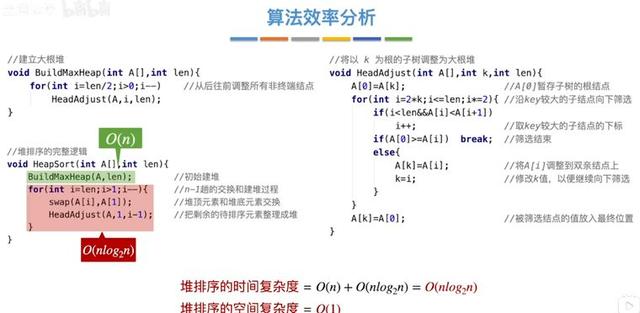 算法效率分析
//建立大根堆
void BuildMaxHeap(int A[],int len){
for(int i=len/2;i>0;i--) //从后往前调整所有非终端结点
HeadAdjust(A,i,len);
}
O(n)
//堆排序的完整逻辑
void HeapSort(int A[],int len){
BuildMaxHeap(A,len); //初始建堆
for(int i=len;i>1;i--){ //n-1趟的交换和建堆过程
swap(A[i],A[1]); //堆顶元素和堆底元素交换
HeadAdjust(A,1,i-1); //把剩余的待排序元素整理成堆
}
}
O(nlog₂n)
//将以 k 为根的子树调整为大根堆
void HeadAdjust(int A[],int k,int len){
A[0]=A[k]; //A[0]暂存子树的根结点
for(int i=2*k;i<=len;i*=2){ //沿key较大的子结点向下筛选
if(i<len&&A[i]<A[i+1])
i++; //取key较大的子结点的下标
if(A[0]>=A[i]) break; //筛选结束
else{
A[k]=A[i]; //将A[i]调整到双亲结点上
k=i; //修改k值，以便继续向下筛选
}
}
A[k]=A[0]; //被筛选结点的值放入最终位置
}
堆排序的时间复杂度 = O(n) + O(nlog₂n) = O(nlog₂n)
堆排序的空间复杂度 = O(1)